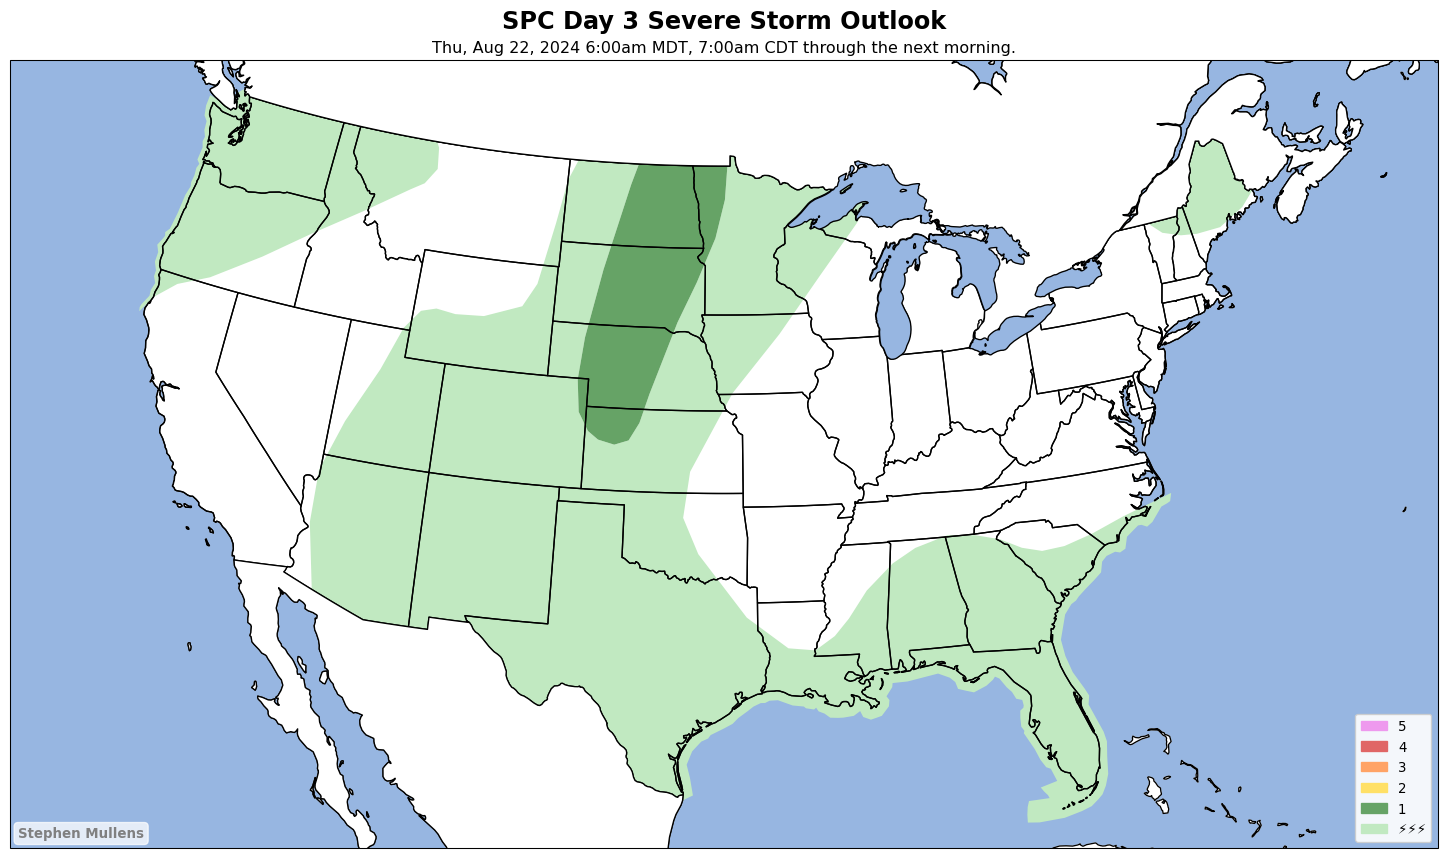 SPC Day 3 Severe Storm Outlook
Thu, Aug 22, 2024 6:00am MDT, 7:00am CDT through the next morning.
5
4
3
2
1
⚡⚡⚡
Stephen Mullens